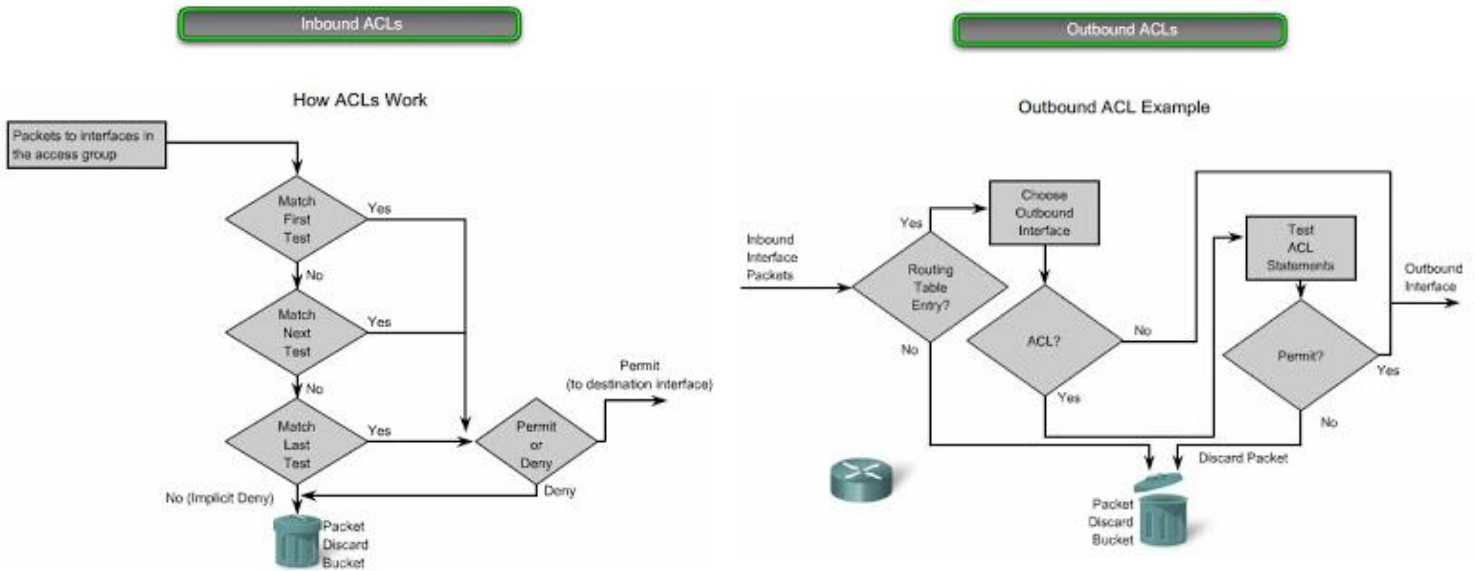 Inbound ACLs
How ACLs Work
Packets to interfaces in
the access group
Match
First
Test
Yes
No
Match
Next
Test
Yes
No
Match
Last
Test
Yes
Permit
or
Deny
Permit
(to destination interface)
Deny
No (Implicit Deny)
Packet
Discard
Bucket
Outbound ACLs
Outbound ACL Example
Inbound
Interface
Packets
Routing
Table
Entry?
Yes
No
Choose
Outbound
Interface
ACL?
No
Yes
Test
ACL
Statements
Permit?
Yes
No
Outbound
Interface
Discard Packet
Packet
Discard
Bucket